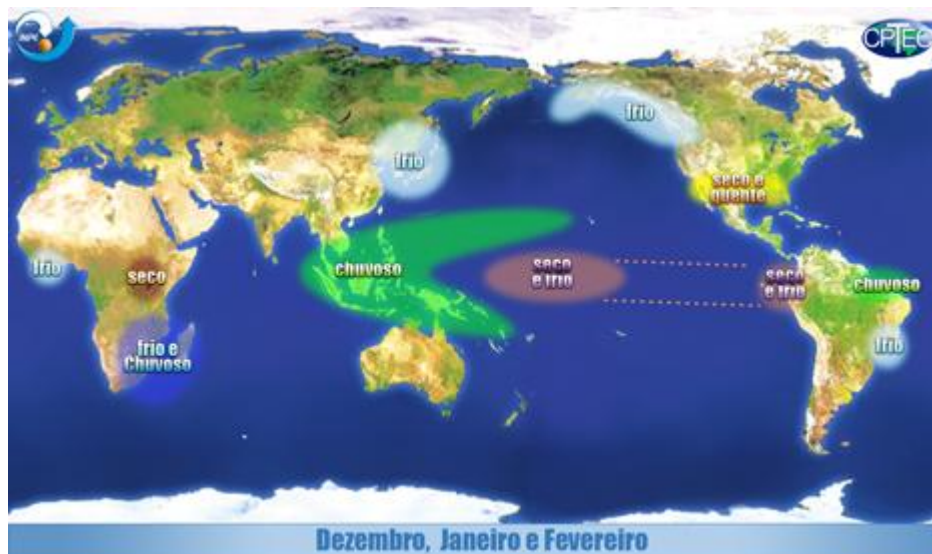 INPE
CPTEC
frio
frio
seco e
quente
frio
seco
chuvoso
seco
e frio
seco
e frio
chuvoso
frio e
Chuvoso
frio
Dezembro, Janeiro e Fevereiro